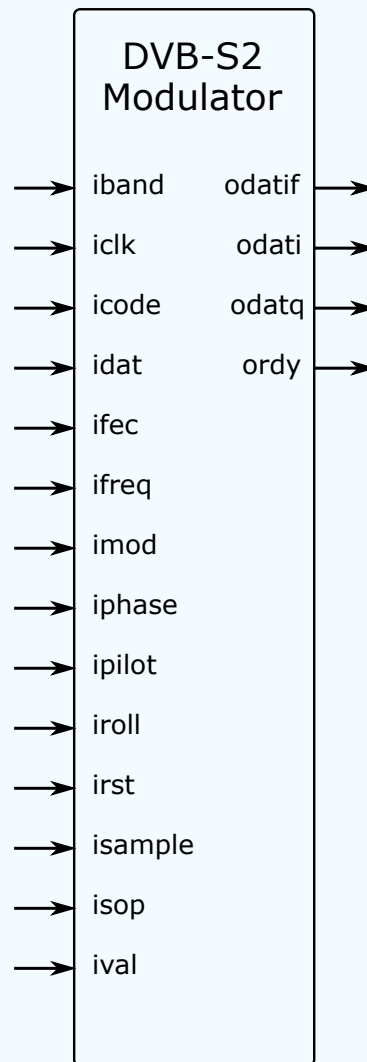 DVB-S2
Modulator
iband odatif
iclk odati
icode odatq
idat ordy
ifec
ifreq
imod
iphase
ipilot
iroll
irst
isample
isop
ival